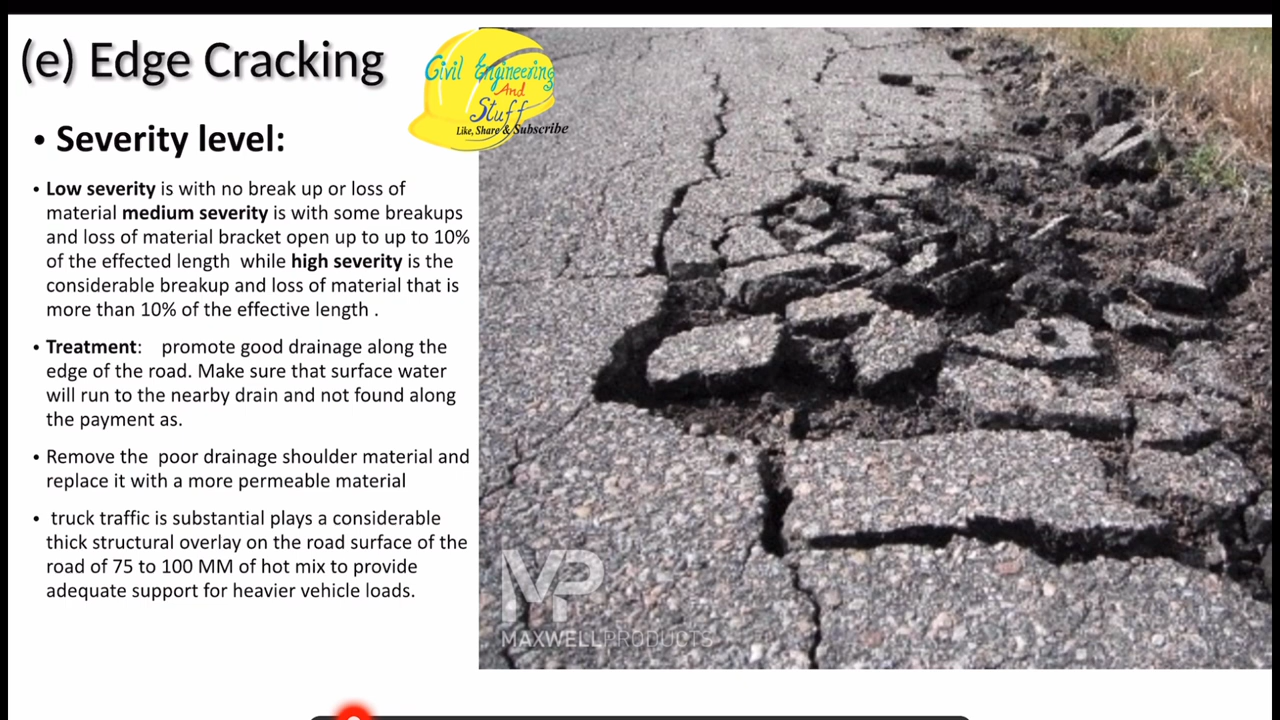 (e) Edge Cracking
Civil Engineering
And
Stuff
Like, Share & Subscribe
• Severity level:
• Low severity is with no break up or loss of
material medium severity is with some breakups
and loss of material bracket open up to up to 10%
of the effected length while high severity is the
considerable breakup and loss of material that is
more than 10% of the effective length .
• Treatment: promote good drainage along the
edge of the road. Make sure that surface water
will run to the nearby drain and not found along
the payment as.
• Remove the poor drainage shoulder material and
replace it with a more permeable material
• truck traffic is substantial plays a considerable
thick structural overlay on the road surface of the
road of 75 to 100 MM of hot mix to provide
adequate support for heavier vehicle loads.
MP
MAXWELLPRODUCTS